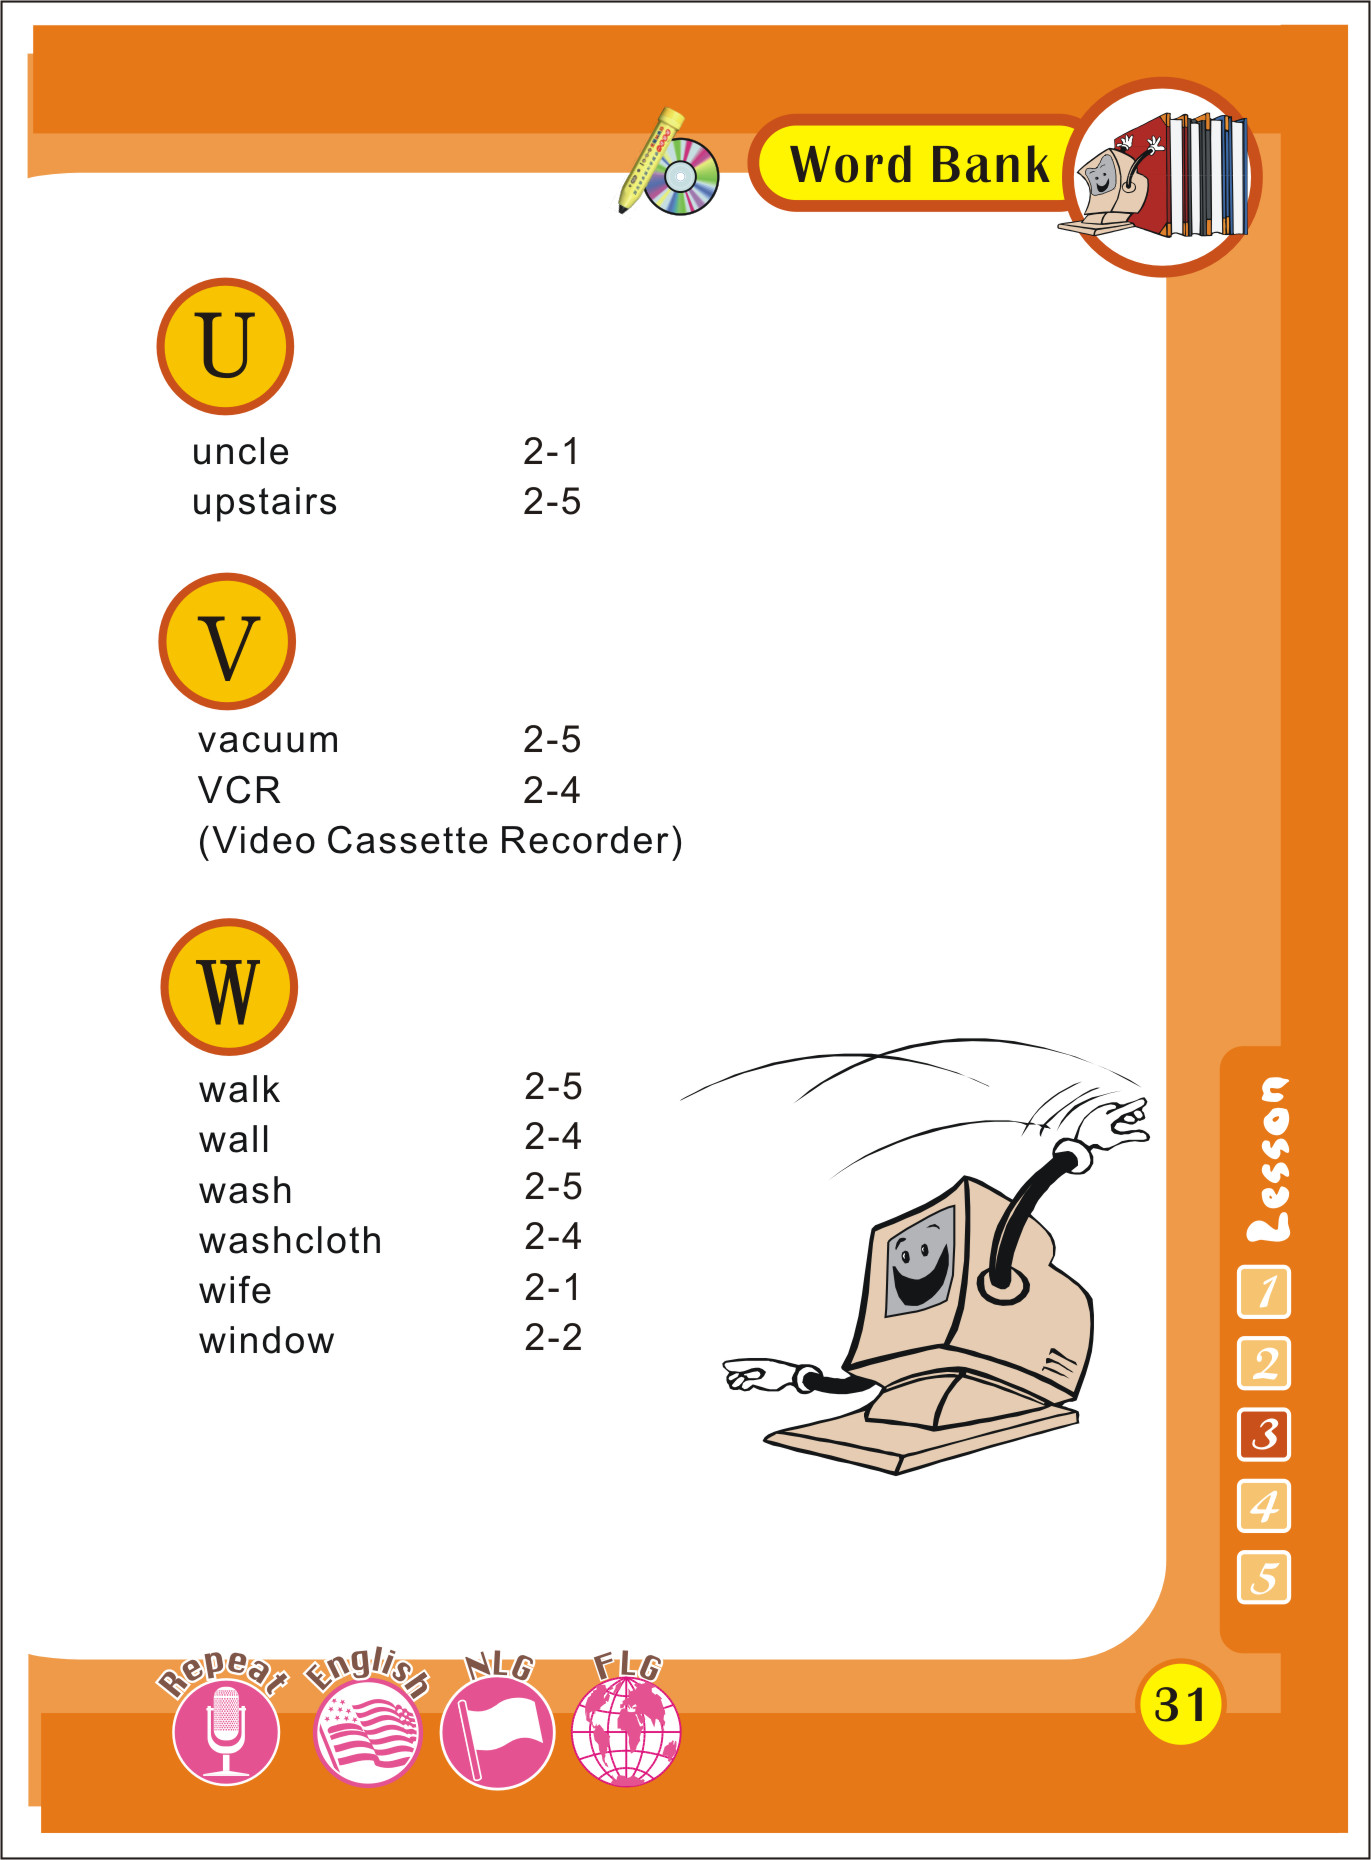 Word Bank
U
uncle 2-1
upstairs 2-5
V
vacuum 2-5
VCR 2-4
(Video Cassette Recorder)
W
walk 2-5
wall 2-4
wash 2-5
washcloth 2-4
wife 2-1
window 2-2
Lesson
1
2
3
4
5
Repeat English NLG FLG
31